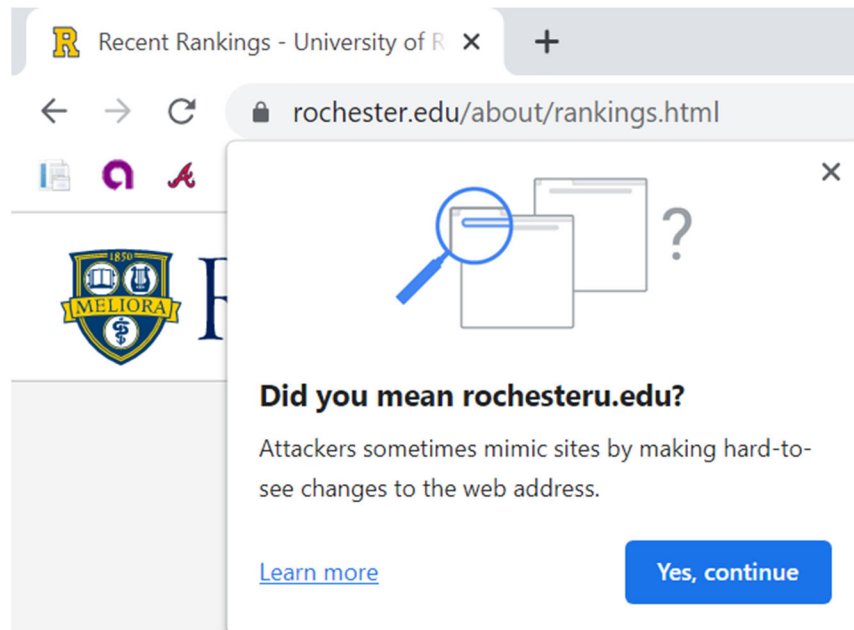 Recent Rankings - University of R
rochester.edu/about/rankings.html
1850
MELIORA
R
?
Did you mean rochesteru.edu?
Attackers sometimes mimic sites by making hard-to-
see changes to the web address.
Learn more
Yes, continue